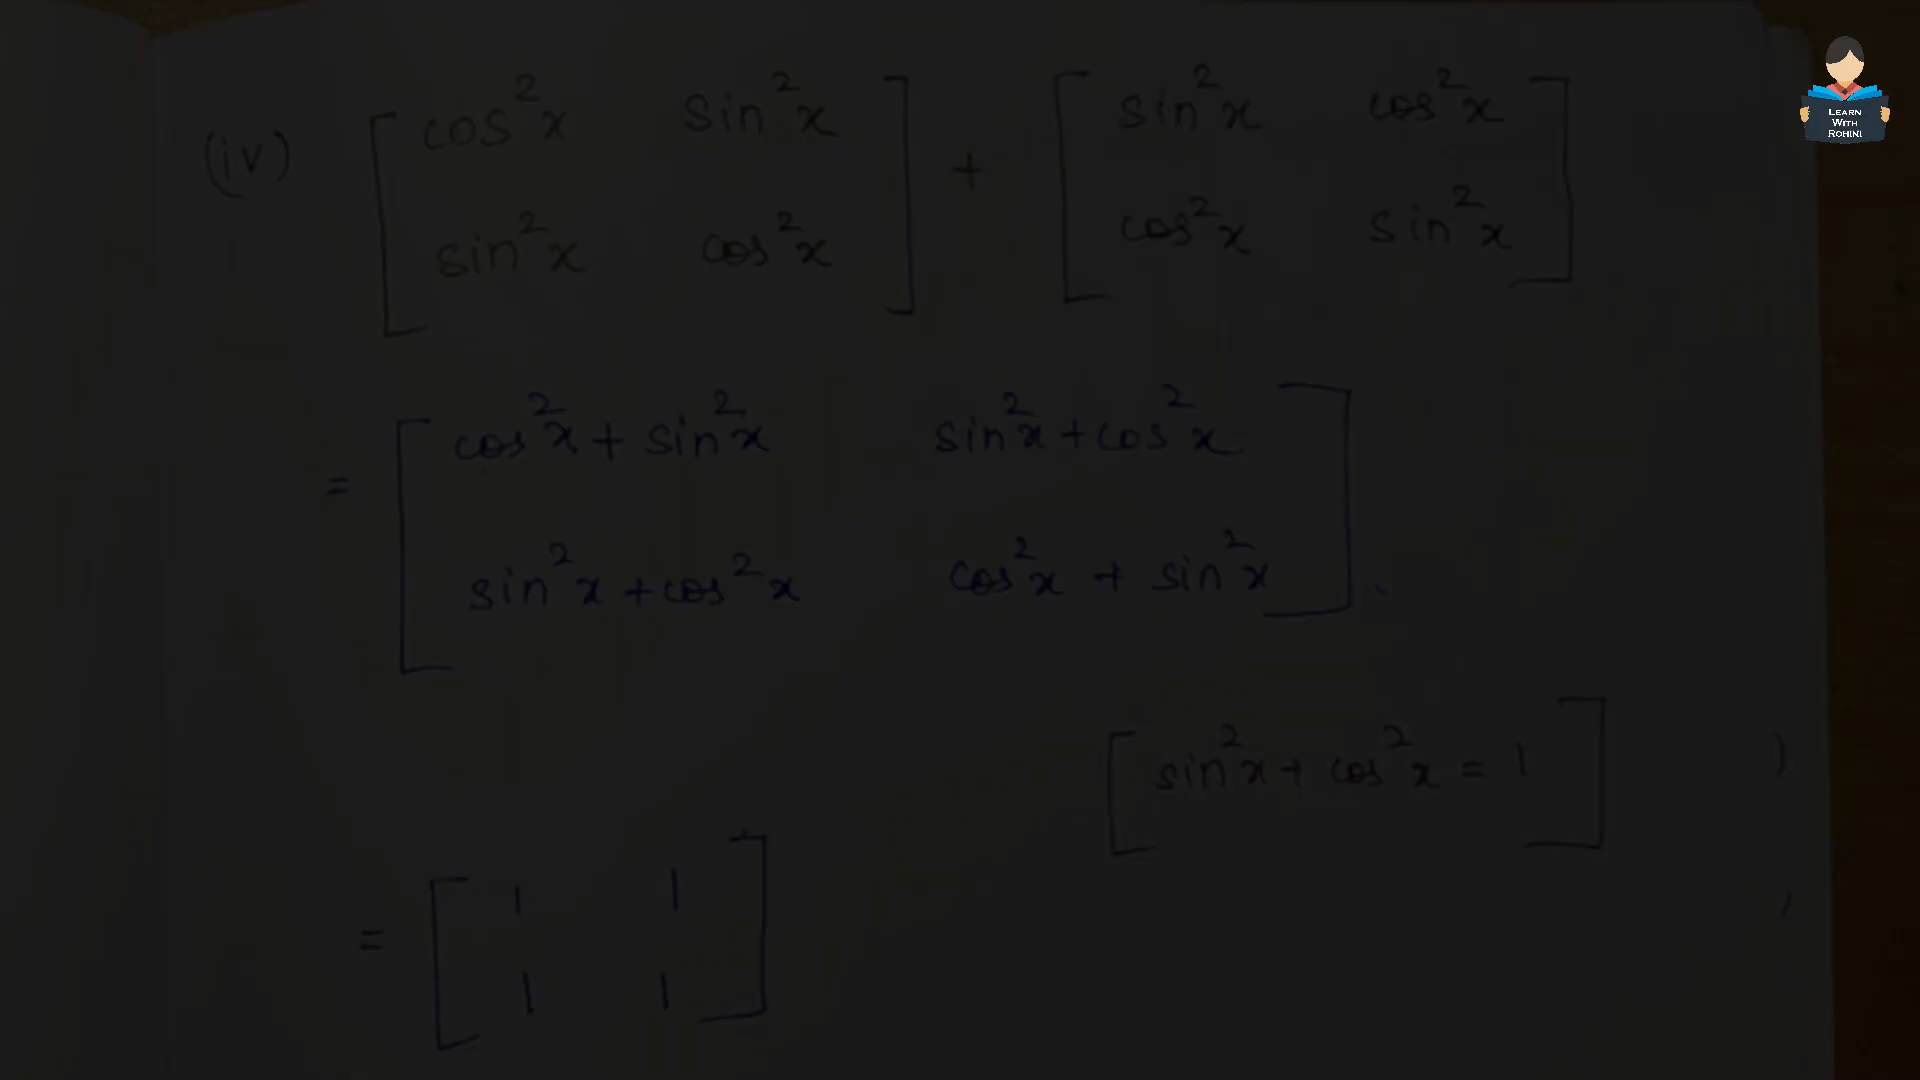 (iv) [ cos²x sin²x ] + [ sin²x cos²x ]
[ sin²x cos²x ] [ cos²x sin²x ]
= [ cos²x + sin²x sin²x + cos²x ]
[ sin²x + cos²x cos²x + sin²x ]
[ sin²x + cos²x = 1 ]
= [ 1 1 ]
[ 1 1 ]
LEARN
WITH
ROHINI